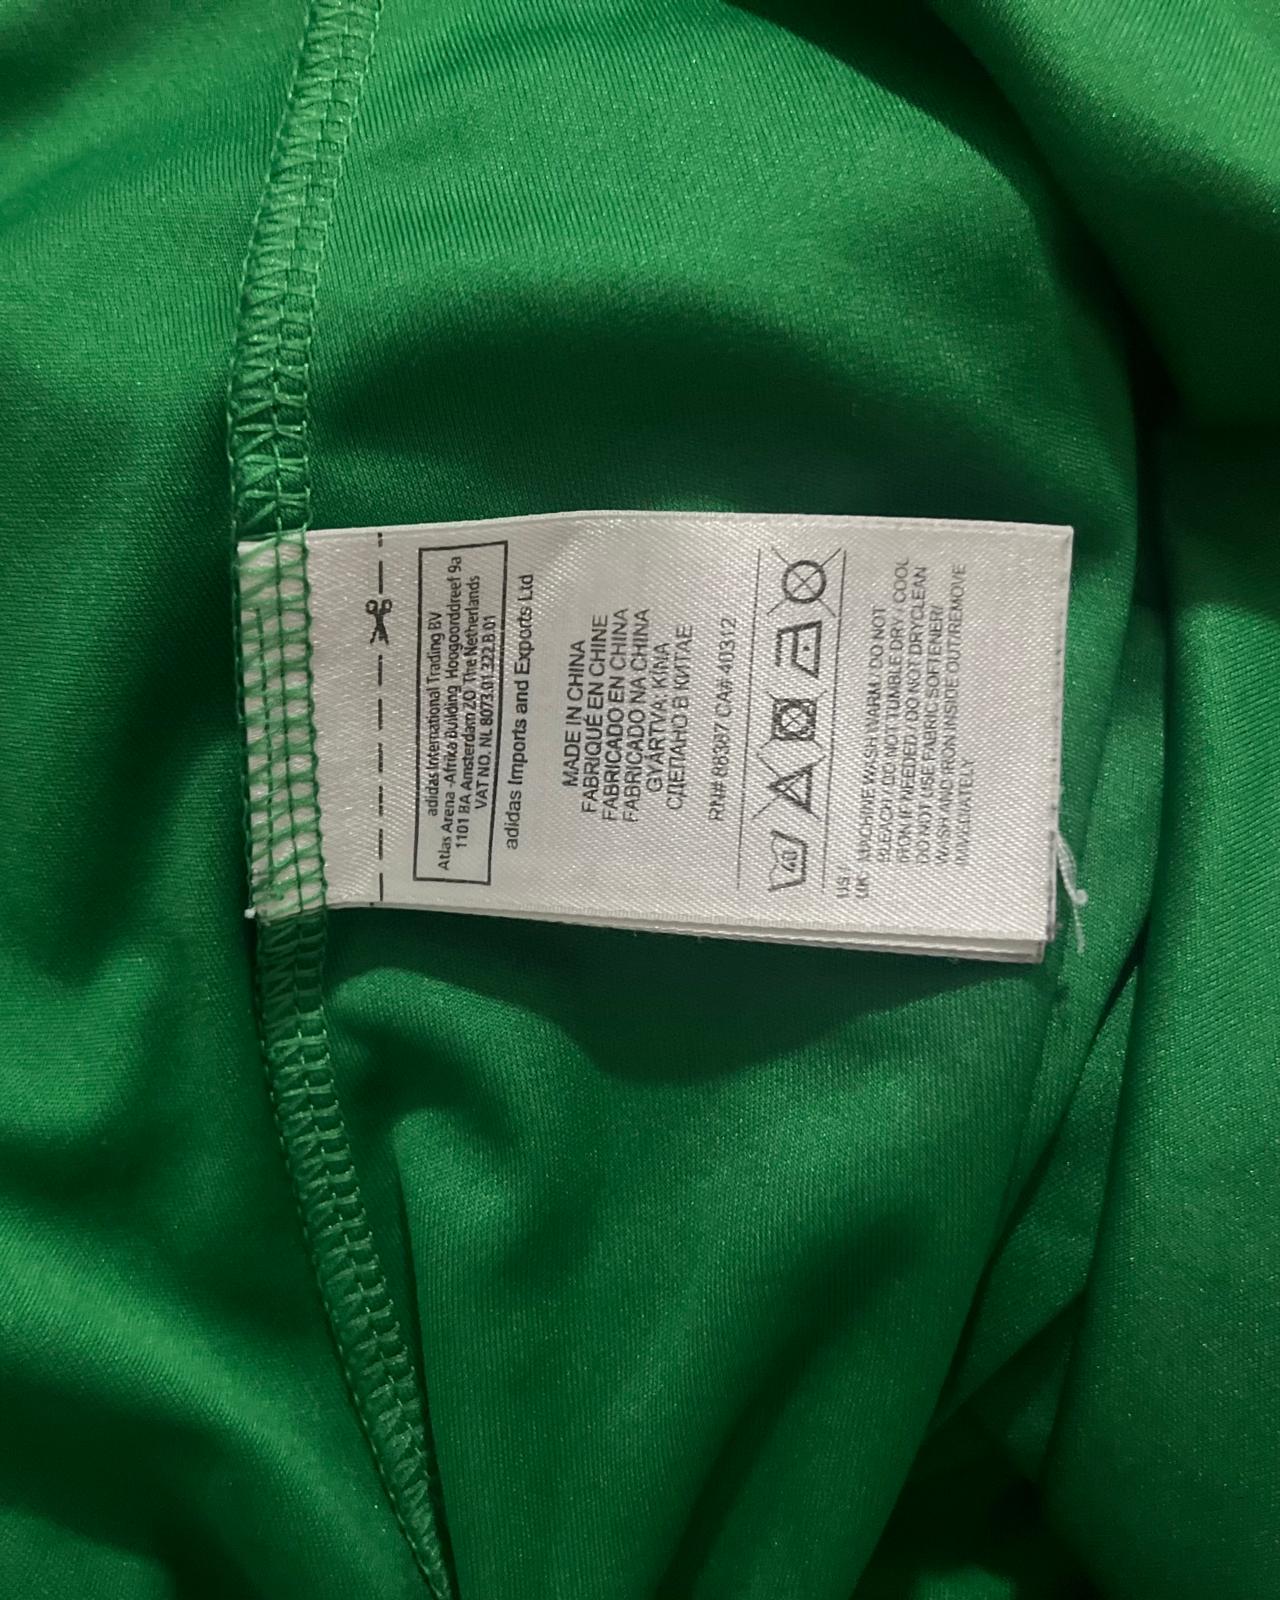 adidas International Trading BV
Atlas Arena - Afrika Building Hoogoorddreef 9a
1101 BA Amsterdam ZO The Netherlands
VAT NO. NL 8073.01.322.B.01
adidas Imports and Exports Ltd
MADE IN CHINA
FABRIQUÉ EN CHINE
FABRICADO EN CHINA
FABRICADO NA CHINA
GYÁRTVA KÍNA
СДЕЛАНО В КИТАЕ
RN# 88387 CA# 40312
40
US /
UK- MACHINE WASH WARM / DO NOT
BLEACH / DO NOT TUMBLE DRY / COOL
IRON IF NEEDED / DO NOT DRYCLEAN
DO NOT USE FABRIC SOFTENER/
WASH AND IRON INSIDE OUT/REMOVE
IMMEDIATELY